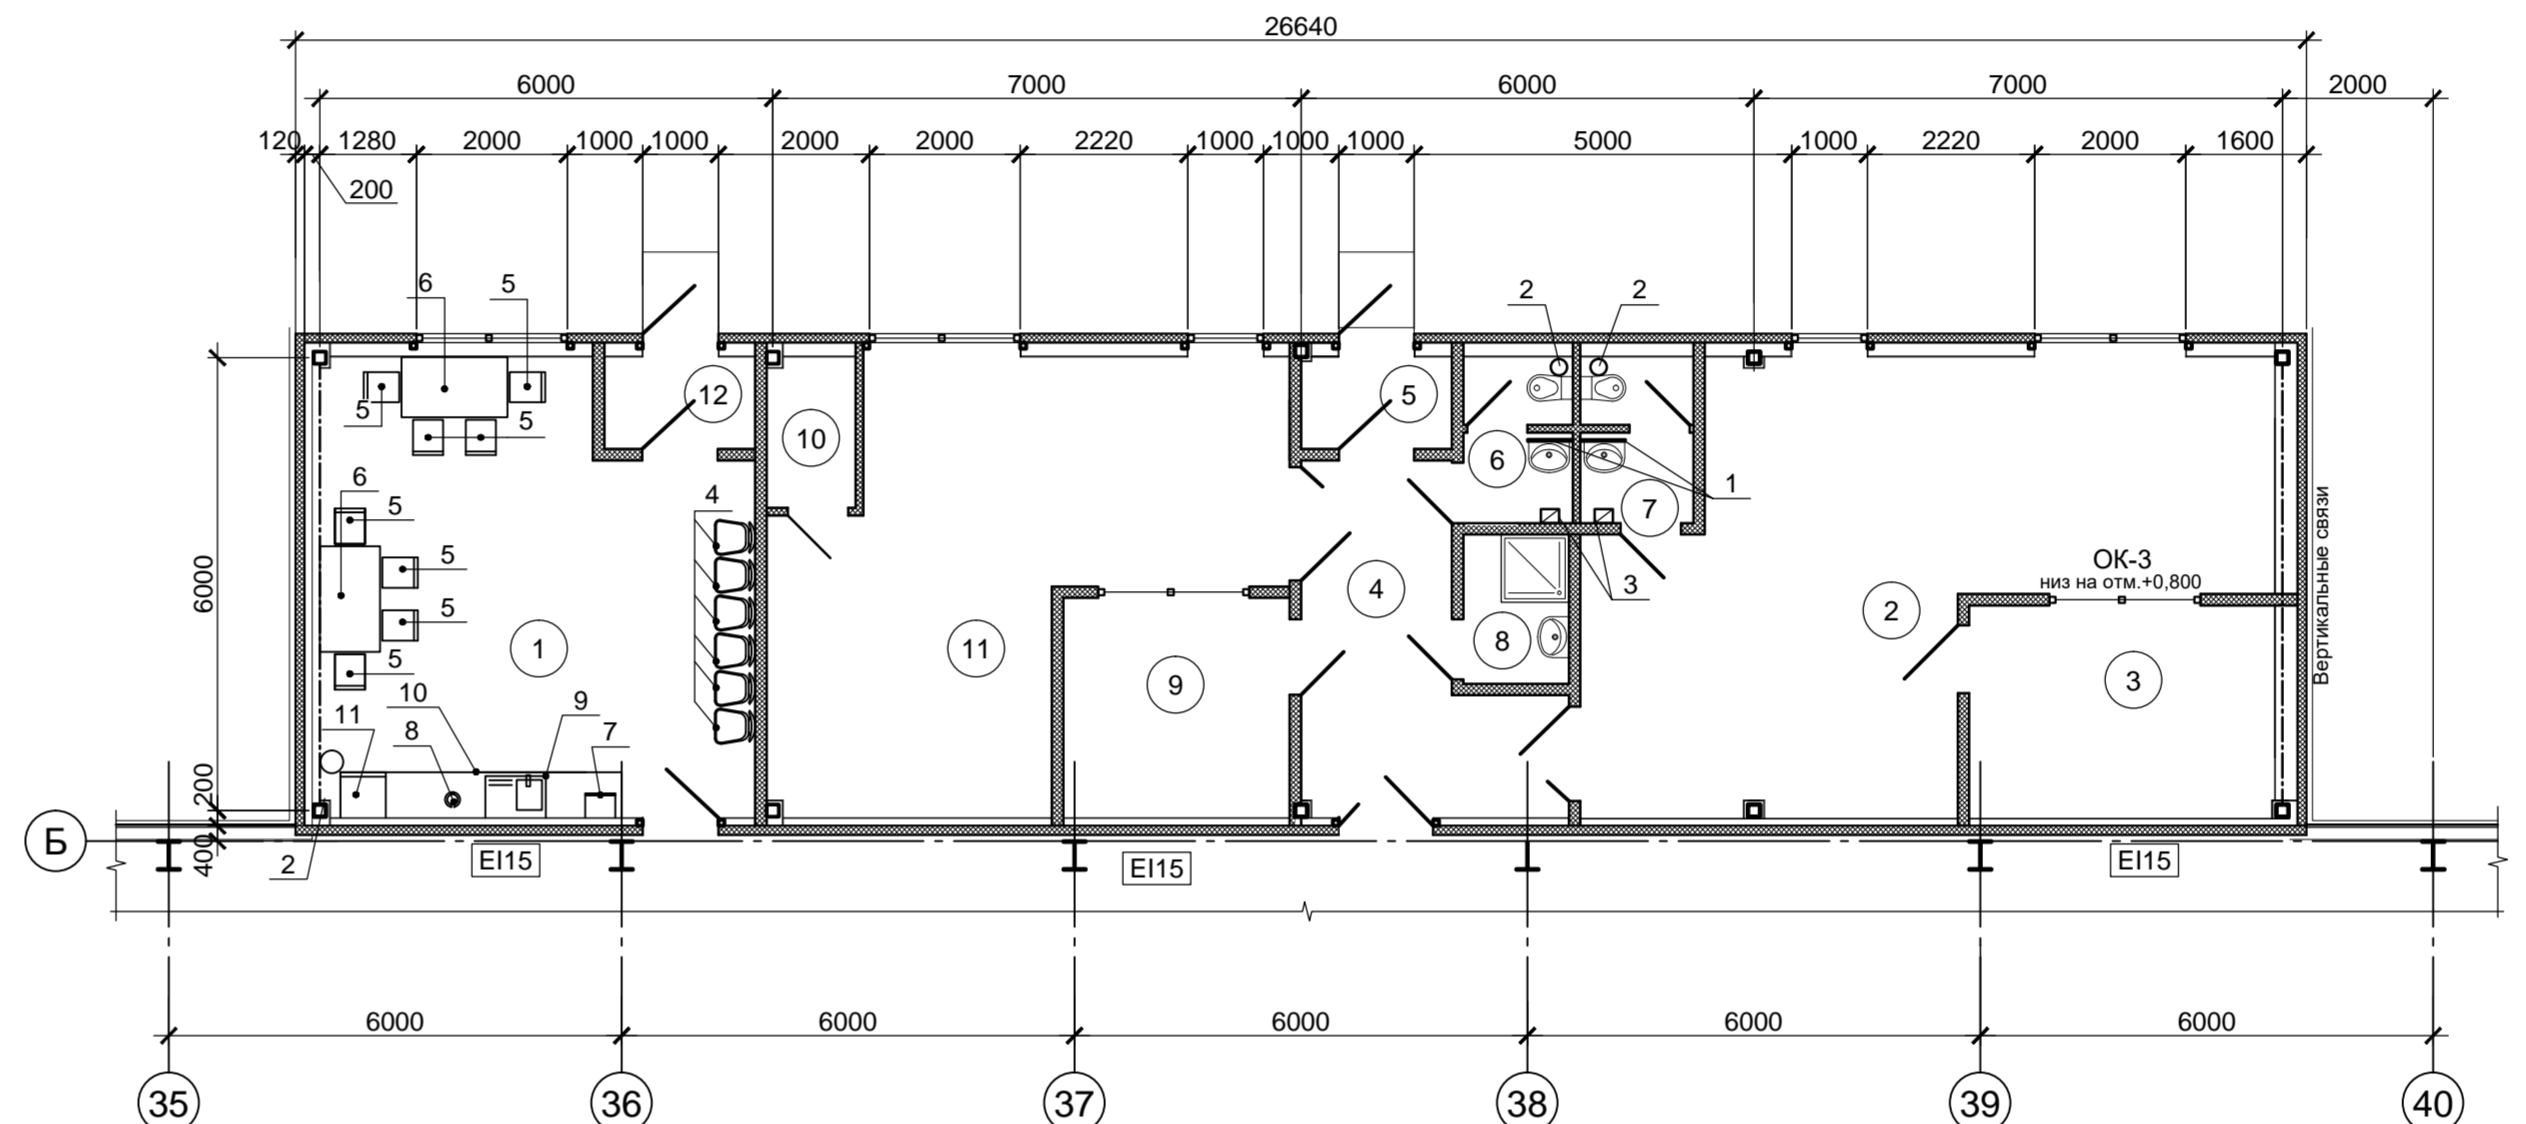 26640
6000 7000 6000 7000 2000
120 1280 2000 1000 1000 2000 2000 2220 1000 1000 1000 5000 1000 2220 2000 1600
200
6 5 2 2
12 5
5 5 10
6 4 6 1
5 7
Вертикальные связи
5 ОК-3
6000 4 3 низ на отм.+0,800
5 2
1 11 8
5 9 3
10 9
11 8 7
200
Б 400
2 EI15 EI15 EI15
6000 6000 6000 6000 6000
35 36 37 38 39 40